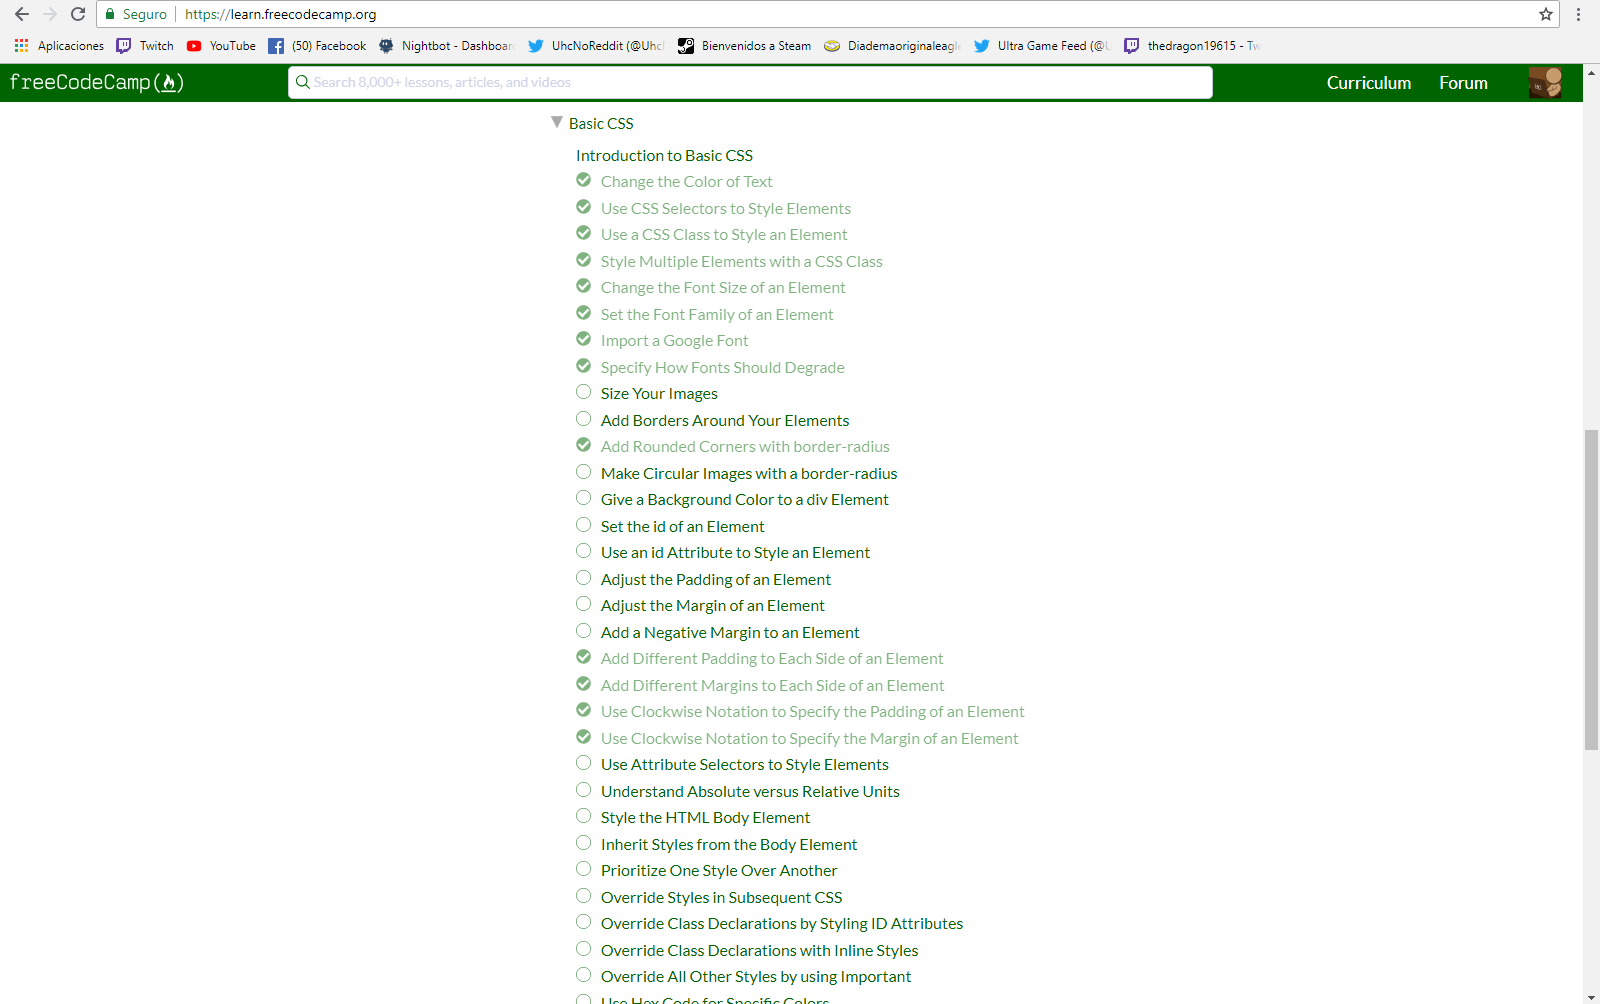 Seguro https://learn.freecodecamp.org
Aplicaciones Twitch YouTube (50) Facebook Nightbot - Dashboar UhcNoReddit (@Uhc Bienvenidos a Steam Diademaoriginaleagl Ultra Game Feed (@U thedragon19615 - Tw
freeCodeCamp Search 8,000+ lessons, articles, and videos Curriculum Forum
Basic CSS
Introduction to Basic CSS
Change the Color of Text
Use CSS Selectors to Style Elements
Use a CSS Class to Style an Element
Style Multiple Elements with a CSS Class
Change the Font Size of an Element
Set the Font Family of an Element
Import a Google Font
Specify How Fonts Should Degrade
Size Your Images
Add Borders Around Your Elements
Add Rounded Corners with border-radius
Make Circular Images with a border-radius
Give a Background Color to a div Element
Set the id of an Element
Use an id Attribute to Style an Element
Adjust the Padding of an Element
Adjust the Margin of an Element
Add a Negative Margin to an Element
Add Different Padding to Each Side of an Element
Add Different Margins to Each Side of an Element
Use Clockwise Notation to Specify the Padding of an Element
Use Clockwise Notation to Specify the Margin of an Element
Use Attribute Selectors to Style Elements
Understand Absolute versus Relative Units
Style the HTML Body Element
Inherit Styles from the Body Element
Prioritize One Style Over Another
Override Styles in Subsequent CSS
Override Class Declarations by Styling ID Attributes
Override Class Declarations with Inline Styles
Override All Other Styles by using Important
Use Hex Code for Specific Colors